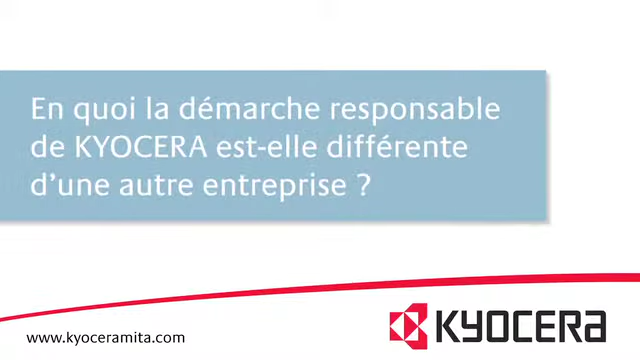 En quoi la démarche responsable
de KYOCERA est-elle différente
d’une autre entreprise ?
www.kyoceramita.com
KYOCERA